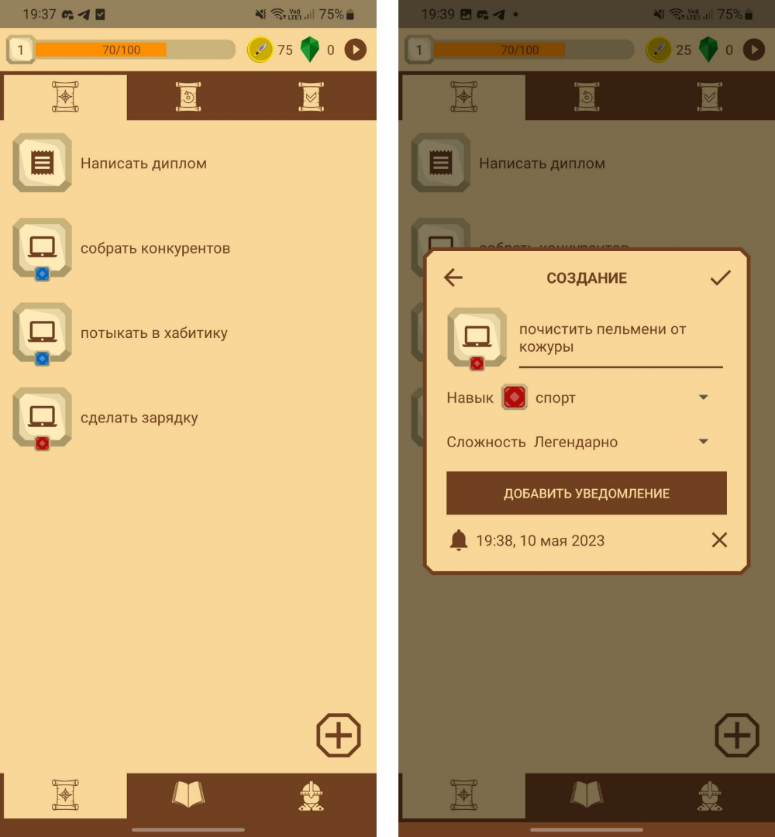 19:37
75%
1
70/100
75
0
Написать диплом
собрать конкурентов
потыкать в хабитику
сделать зарядку
19:39
75%
1
70/100
25
0
Написать диплом
собрать конкурентов
СОЗДАНИЕ
почистить пельмени от
кожуры
Навык спорт
Сложность Легендарно
ДОБАВИТЬ УВЕДОМЛЕНИЕ
19:38, 10 мая 2023